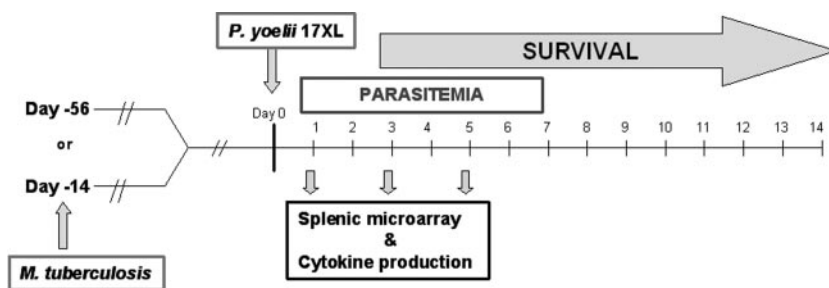 P. yoelii 17XL
SURVIVAL
PARASITEMIA
Day -56
or
Day -14
Day 0
1 2 3 4 5 6 7 8 9 10 11 12 13 14
Splenic microarray
&
Cytokine production
M. tuberculosis